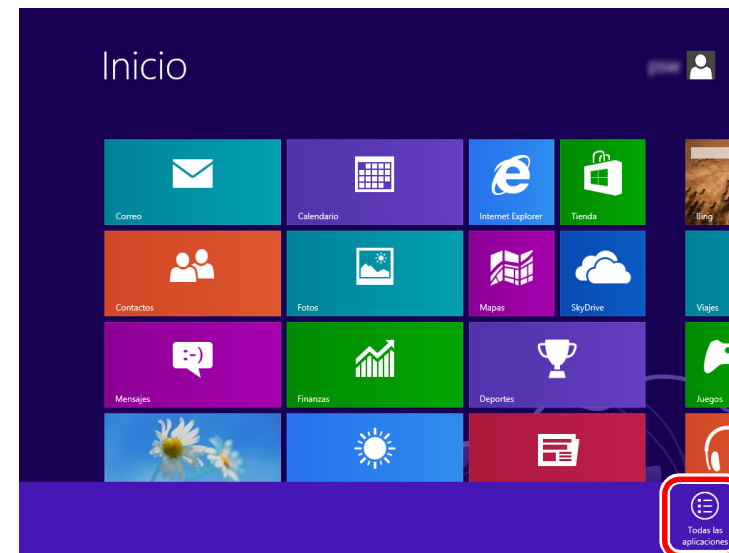 Inicio
Correo
Calendario
Internet Explorer
Tienda
Bing
Contactos
Fotos
Mapas
SkyDrive
Viajes
Mensajes
:-)
Finanzas
Deportes
Juegos
Todas las
aplicaciones